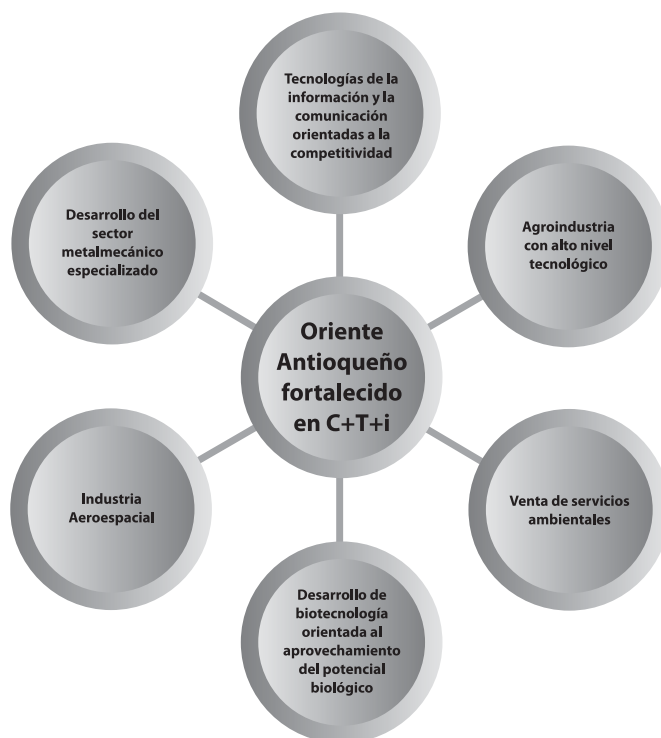 Tecnologías de la
información y la
comunicación
orientadas a la
competitividad
Desarrollo del
sector
metalmecánico
especializado
Agroindustria
con alto nivel
tecnológico
Oriente
Antioqueño
fortalecido
en C+T+i
Industria
Aeroespacial
Venta de servicios
ambientales
Desarrollo de
biotecnología
orientada al
aprovechamiento
del potencial
biológico